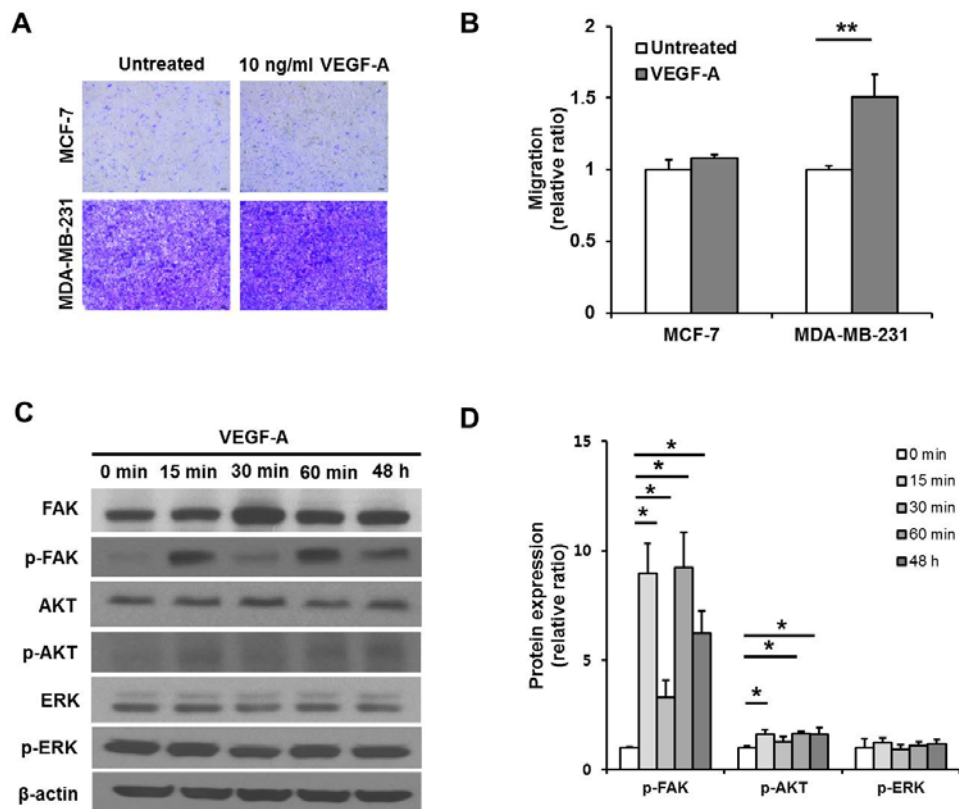 A
Untreated
10 ng/ml VEGF-A
MCF-7
MDA-MB-231
B
Migration
(relative ratio)
2
1.5
1
0.5
0
Untreated
VEGF-A
**
MCF-7
MDA-MB-231
C
VEGF-A
0 min 15 min 30 min 60 min 48 h
FAK
p-FAK
AKT
p-AKT
ERK
p-ERK
β-actin
D
Protein expression
(relative ratio)
15
10
5
0
*
*
*
*
*
*
*
0 min
15 min
30 min
60 min
48 h
p-FAK
p-AKT
p-ERK